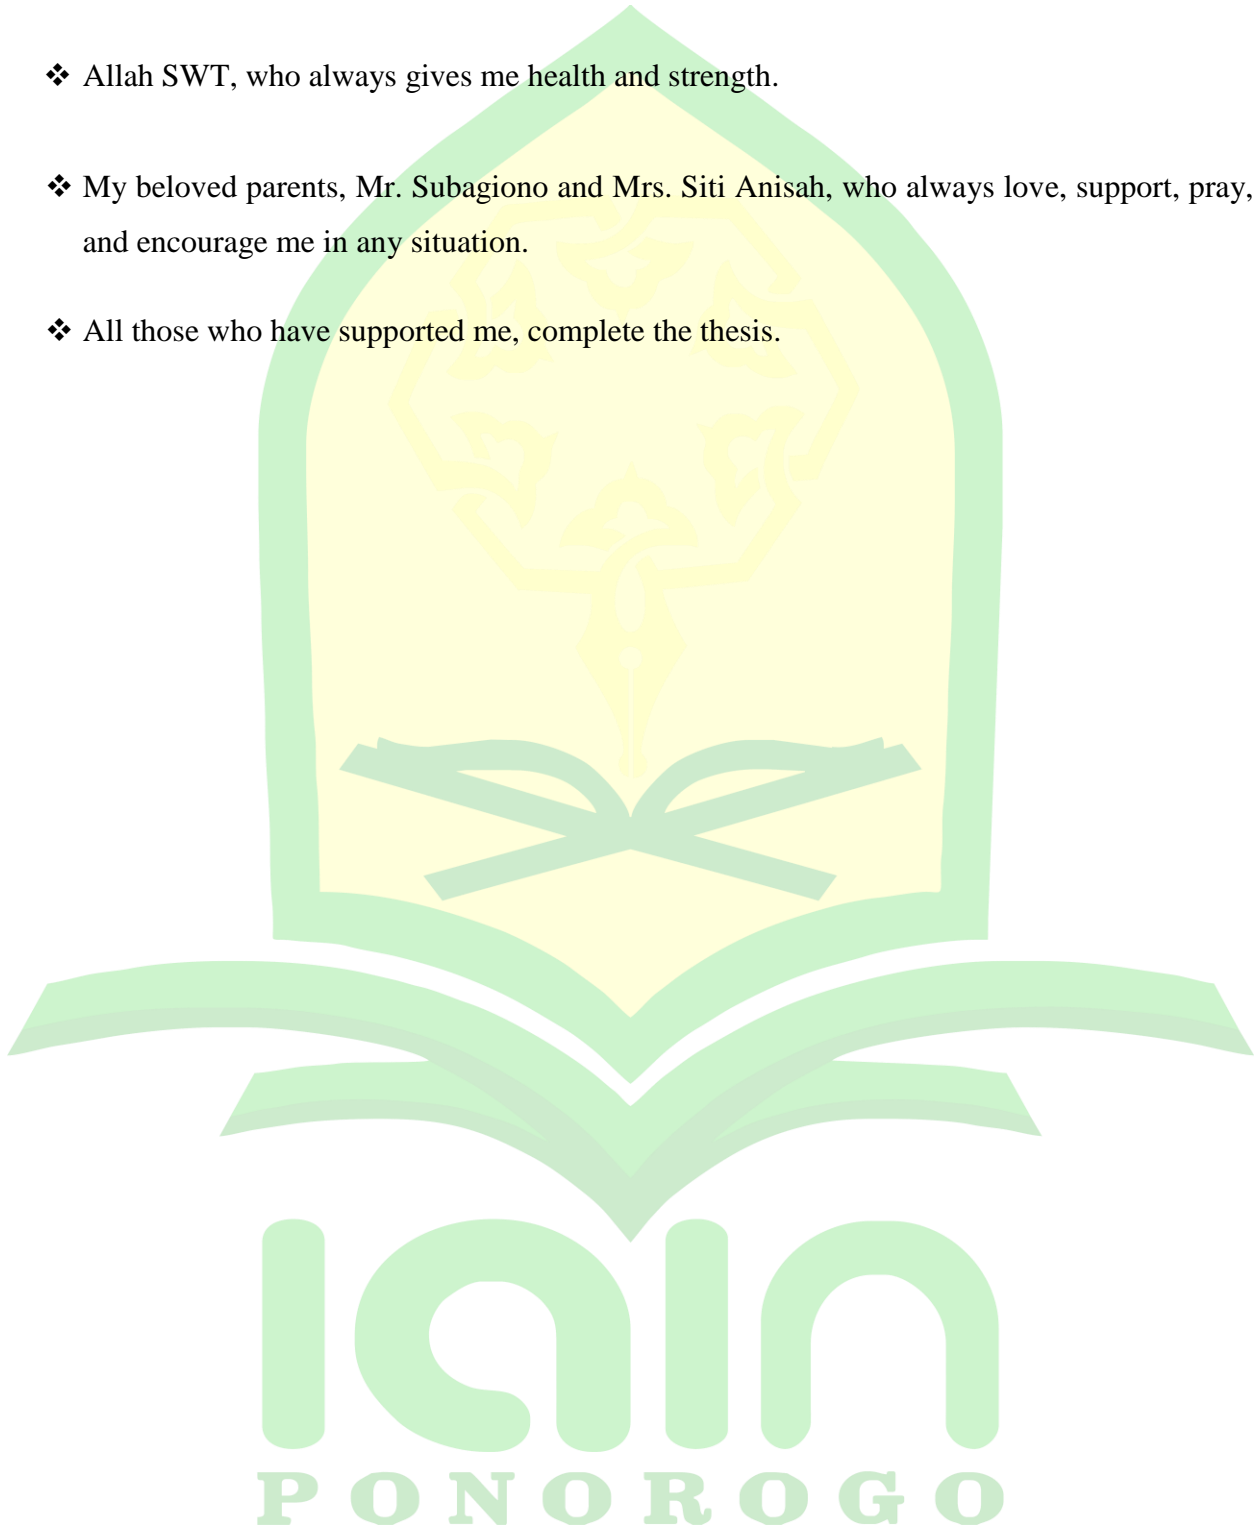 ❖ Allah SWT, who always gives me health and strength.
❖ My beloved parents, Mr. Subagiono and Mrs. Siti Anisah, who always love, support, pray,
and encourage me in any situation.
❖ All those who have supported me, complete the thesis.
iain
PONOROGO